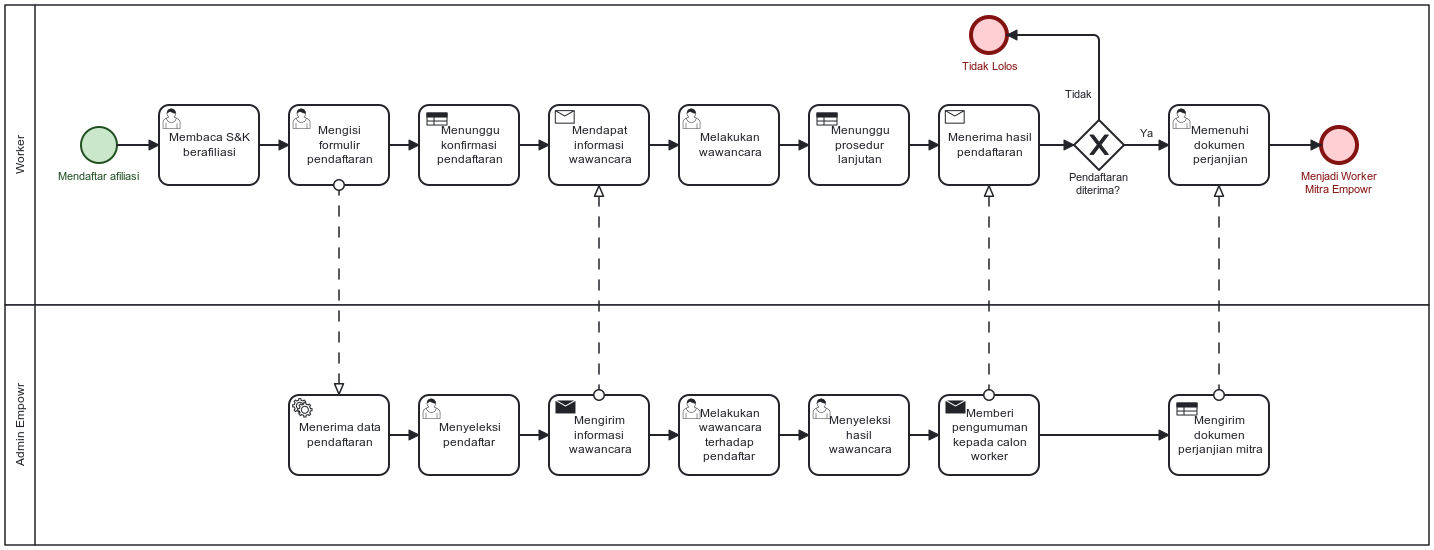 Worker
Mendaftar afiliasi
Membaca S&K
berafiliasi
Mengisi
formulir
pendaftaran
Menunggu
konfirmasi
pendaftaran
Mendapat
informasi
wawancara
Melakukan
wawancara
Menunggu
prosedur
lanjutan
Menerima hasil
pendaftaran
Pendaftaran
diterima?
Tidak
Tidak Lolos
Ya
Memenuhi
dokumen
perjanjian
Menjadi Worker
Mitra Empowr
Admin Empowr
Menerima data
pendaftaran
Menyeleksi
pendaftar
Mengirim
informasi
wawancara
Melakukan
wawancara
terhadap
pendaftar
Menyeleksi
hasil
wawancara
Memberi
pengumuman
kepada calon
worker
Mengirim
dokumen
perjanjian mitra